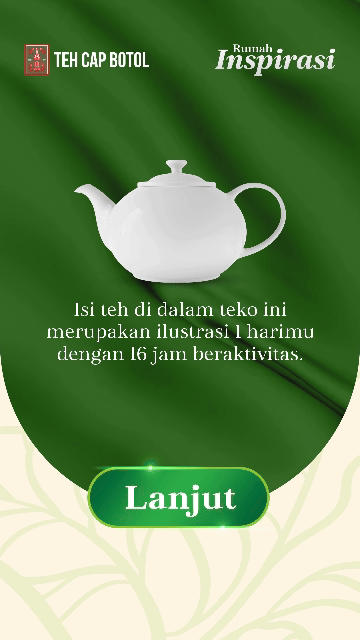 TEH CAP BOTOL
Rumah
Inspirasi
Isi teh di dalam teko ini
merupakan ilustrasi 1 harimu
dengan 16 jam beraktivitas.
Lanjut